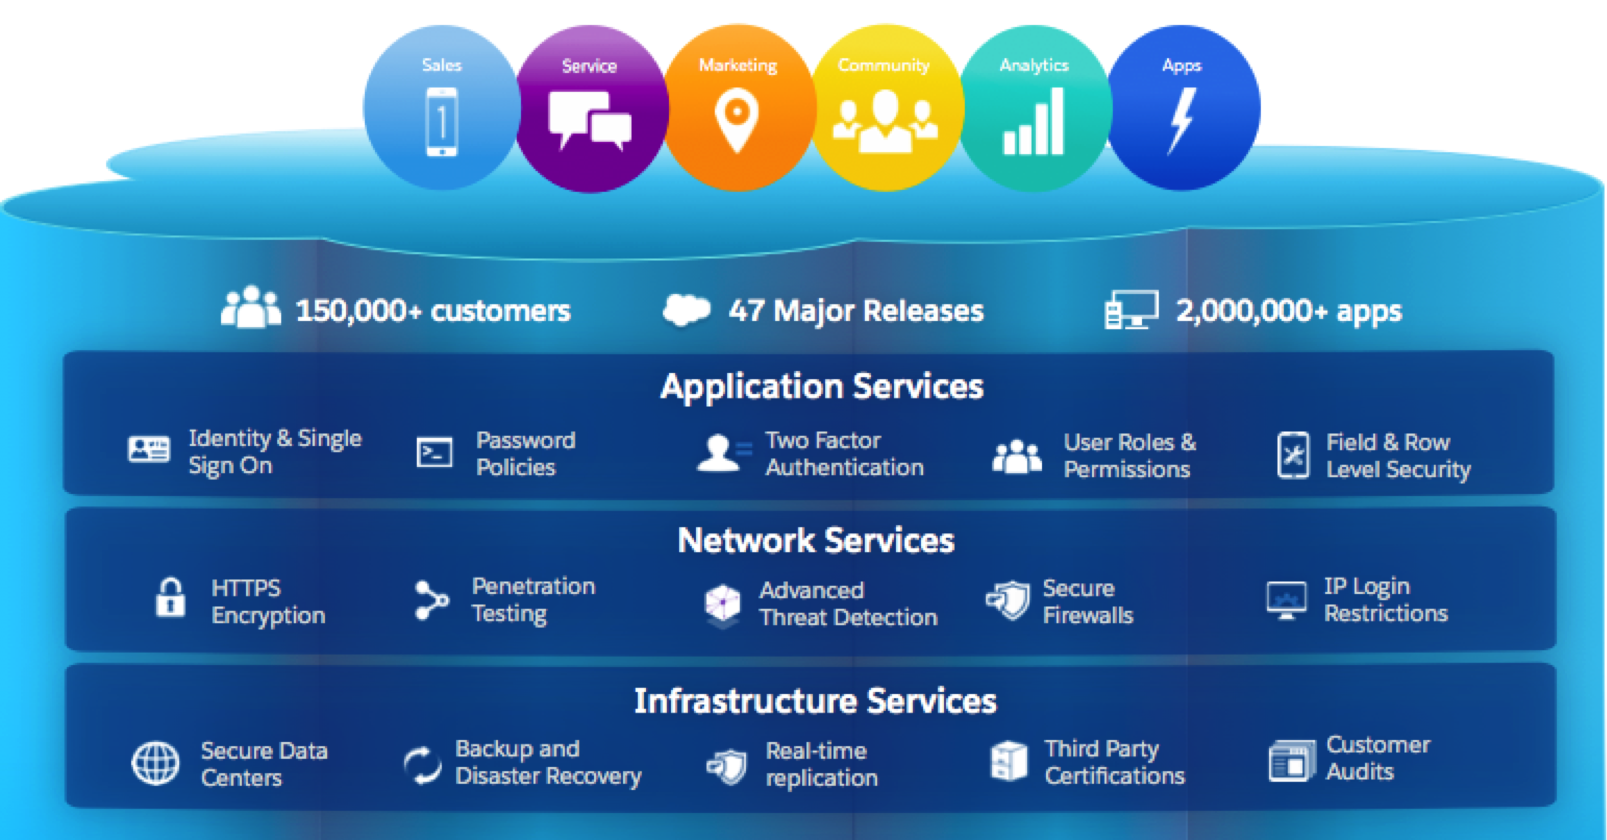 Sales
Service
Marketing
Community
Analytics
Apps
1
150,000+ customers
47 Major Releases
2,000,000+ apps
Application Services
Identity & Single
Sign On
Password
Policies
Two Factor
Authentication
User Roles &
Permissions
Field & Row
Level Security
Network Services
HTTPS
Encryption
Penetration
Testing
Advanced
Threat Detection
Secure
Firewalls
IP Login
Restrictions
Infrastructure Services
Secure Data
Centers
Backup and
Disaster Recovery
Real-time
replication
Third Party
Certifications
Customer
Audits